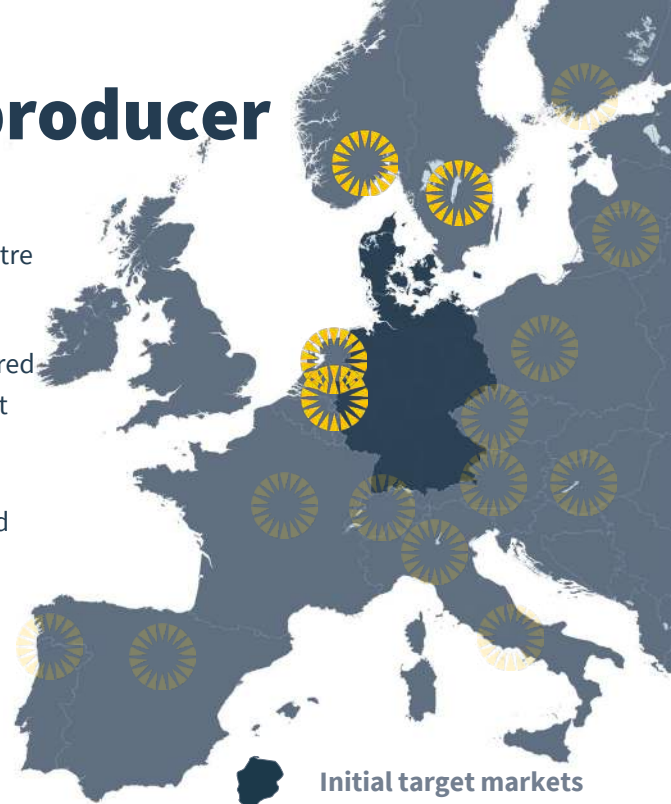 producer
tre
red
t
d
Initial target markets